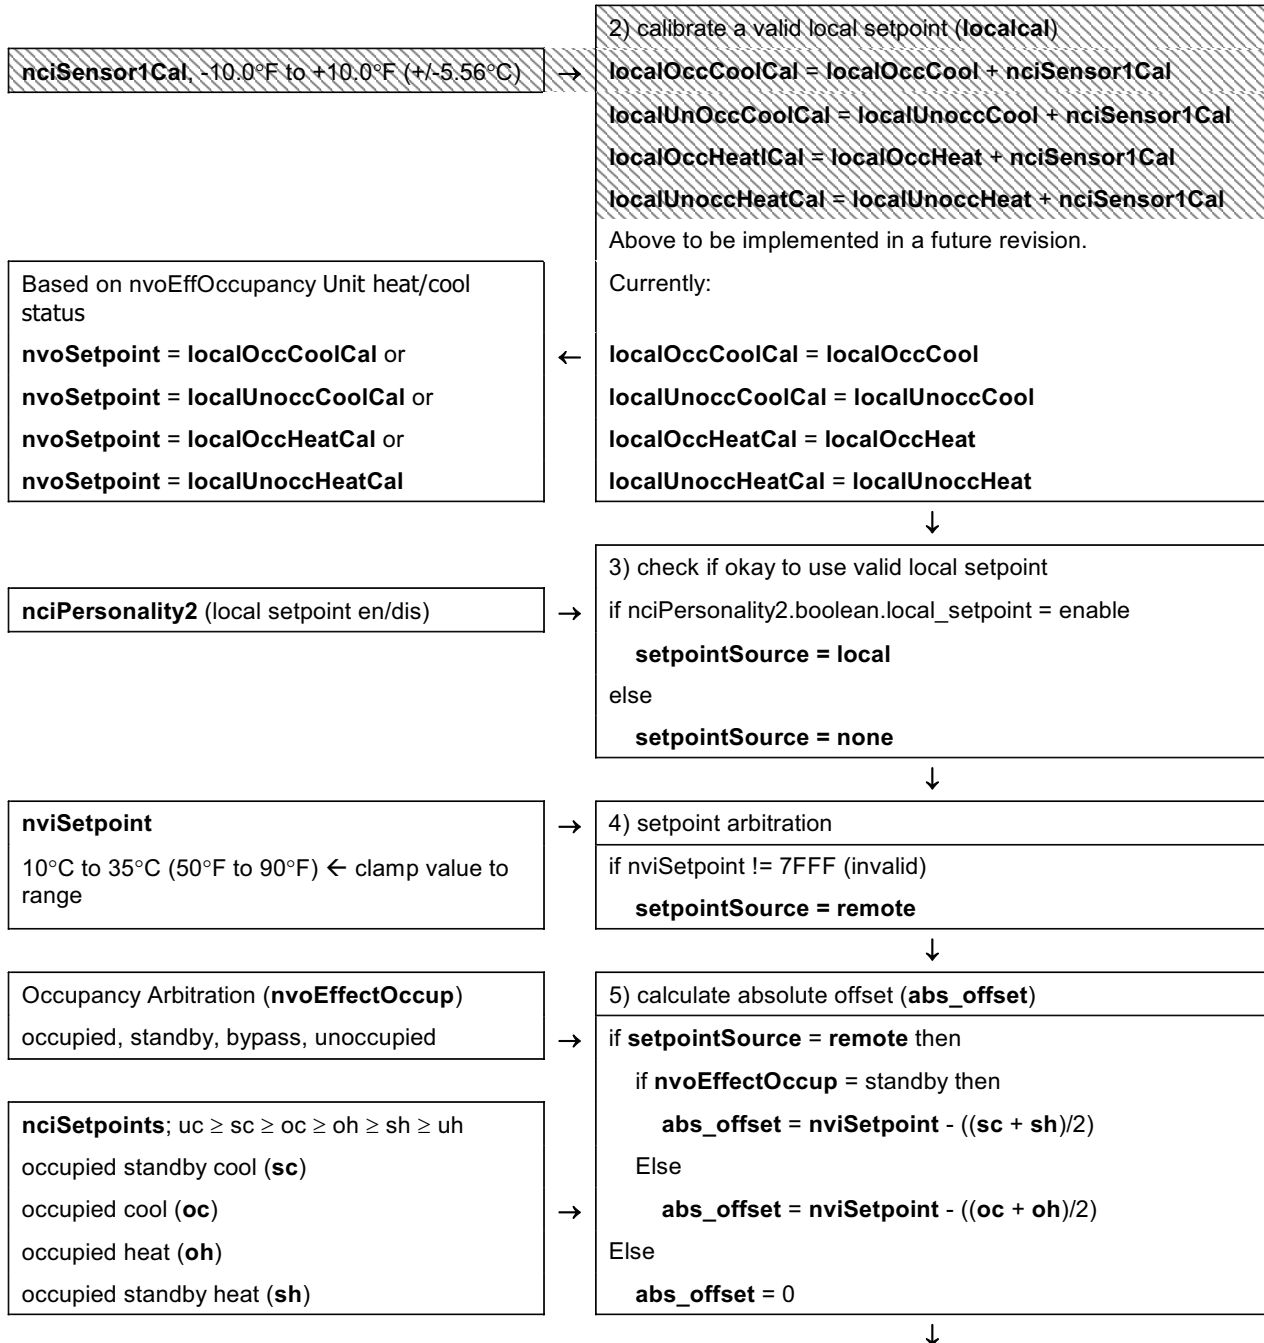 2) calibrate a valid local setpoint (localcal)
nciSensor1Cal, -10.0°F to +10.0°F (+/-5.56°C)
→
localOccCoolCal = localOccCool + nciSensor1Cal
localUnOccCoolCal = localUnoccCool + nciSensor1Cal
localOccHeatlCal = localOccHeat + nciSensor1Cal
localUnoccHeatCal = localUnoccHeat + nciSensor1Cal
Above to be implemented in a future revision.
Based on nvoEffOccupancy Unit heat/cool
status
nvoSetpoint = localOccCoolCal or
nvoSetpoint = localUnoccCoolCal or
nvoSetpoint = localOccHeatCal or
nvoSetpoint = localUnoccHeatCal
←
Currently:
localOccCoolCal = localOccCool
localUnoccCoolCal = localUnoccCool
localOccHeatCal = localOccHeat
localUnoccHeatCal = localUnoccHeat
↓
nciPersonality2 (local setpoint en/dis)
→
3) check if okay to use valid local setpoint
if nciPersonality2.boolean.local_setpoint = enable
setpointSource = local
else
setpointSource = none
↓
nviSetpoint
10°C to 35°C (50°F to 90°F) ← clamp value to
range
→
4) setpoint arbitration
if nviSetpoint != 7FFF (invalid)
setpointSource = remote
↓
Occupancy Arbitration (nvoEffectOccup)
occupied, standby, bypass, unoccupied
→
nciSetpoints; uc ≥ sc ≥ oc ≥ oh ≥ sh ≥ uh
occupied standby cool (sc)
occupied cool (oc)
occupied heat (oh)
occupied standby heat (sh)
→
5) calculate absolute offset (abs_offset)
if setpointSource = remote then
if nvoEffectOccup = standby then
abs_offset = nviSetpoint - ((sc + sh)/2)
Else
abs_offset = nviSetpoint - ((oc + oh)/2)
Else
abs_offset = 0
↓